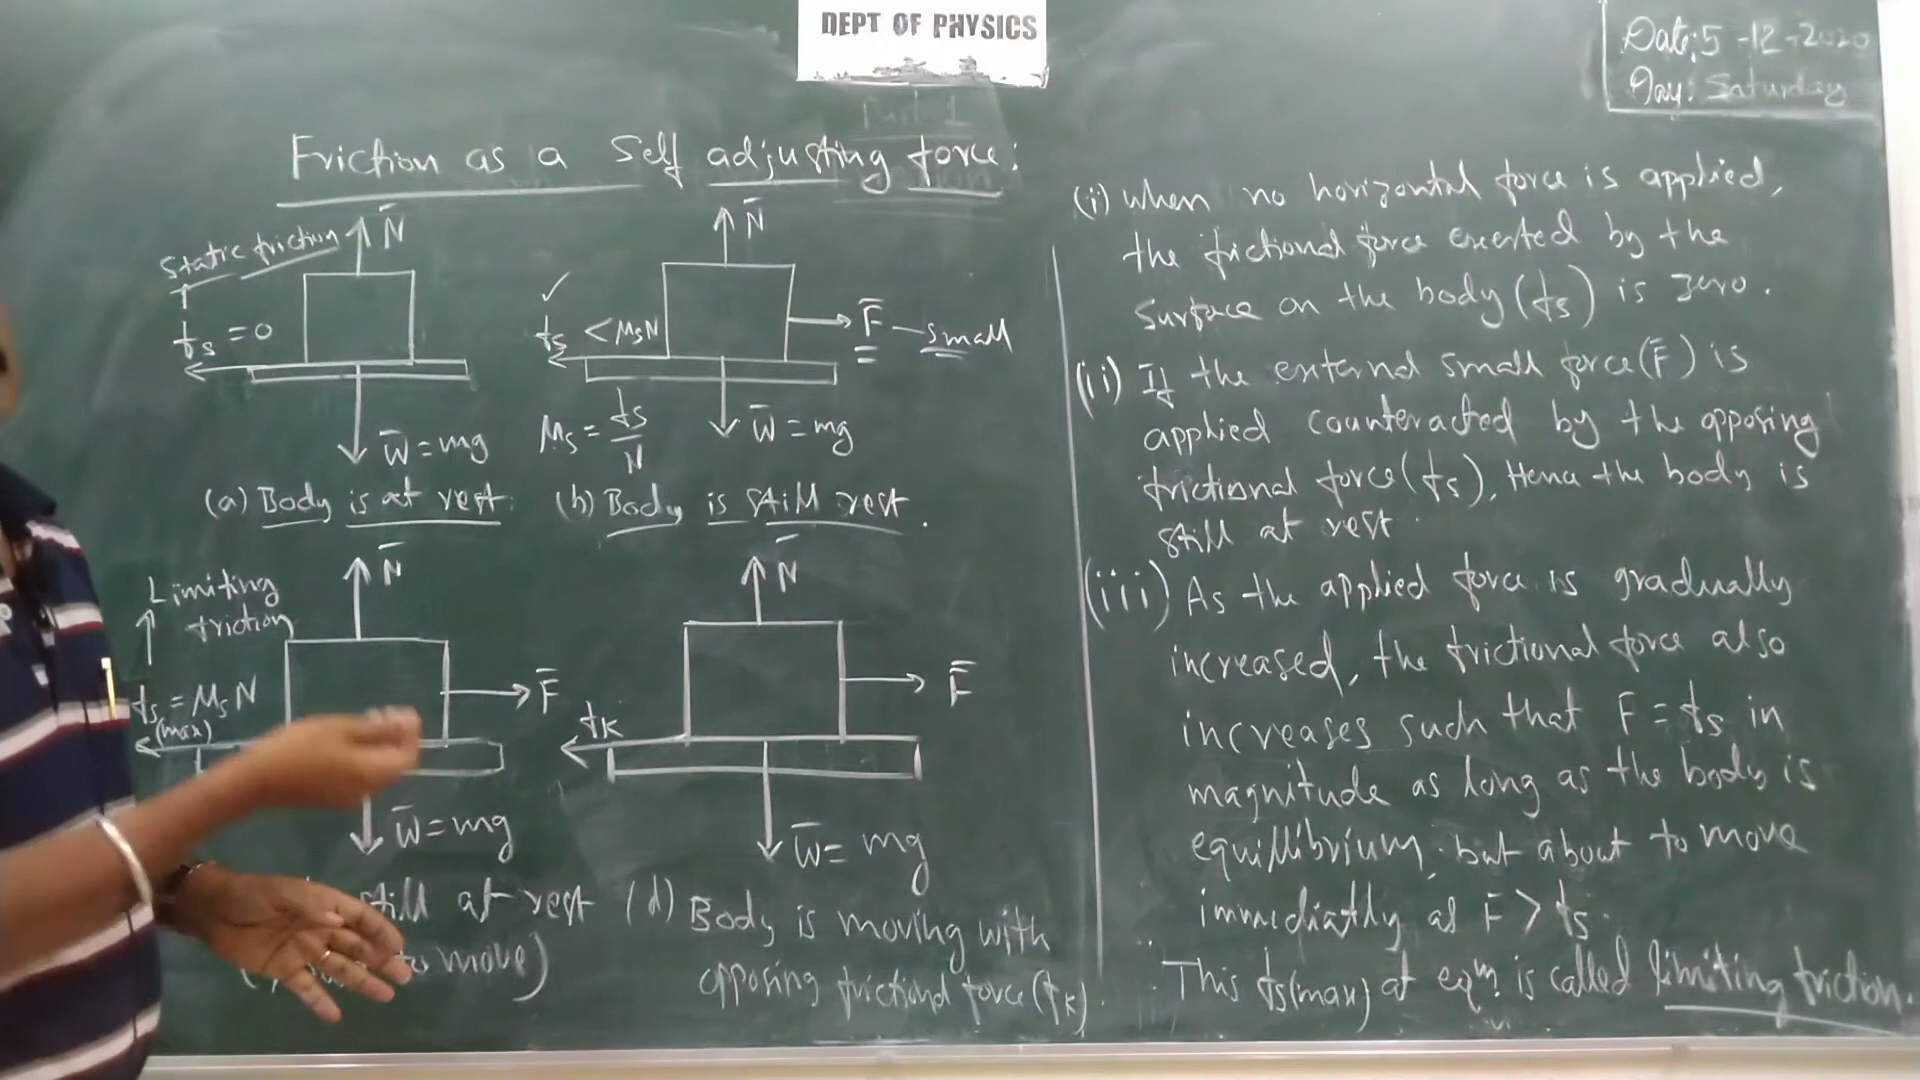 DEPT OF PHYSICS
Date: 5-12-2020
Day: Saturday
Friction as a Self adjusting force:
Static friction
N̄
fs = 0
W̄ = mg
(a) Body is at rest.
N̄
✓
fs < μsN
F̄ — small
μs = fs/N
W̄ = mg
(b) Body is still rest.
Limiting
friction
N̄
fs = μsN
(max)
F̄
W̄ = mg
still at rest
to move)
N̄
fk
F̄
W̄ = mg
(d) Body is moving with
opposing frictional force (fk).
(i) When no horizontal force is applied,
the frictional force exerted by the
surface on the body (fs) is zero.
(ii) If the external small force (F̄) is
applied counteracted by the opposing
frictional force (fs), Hence the body is
still at rest.
(iii) As the applied force is gradually
increased, the frictional force also
increases such that F = fs in
magnitude as long as the body is
equillibrium, but about to move
immediatly as F > fs.
This fs(max) at eqm. is called limiting friction.